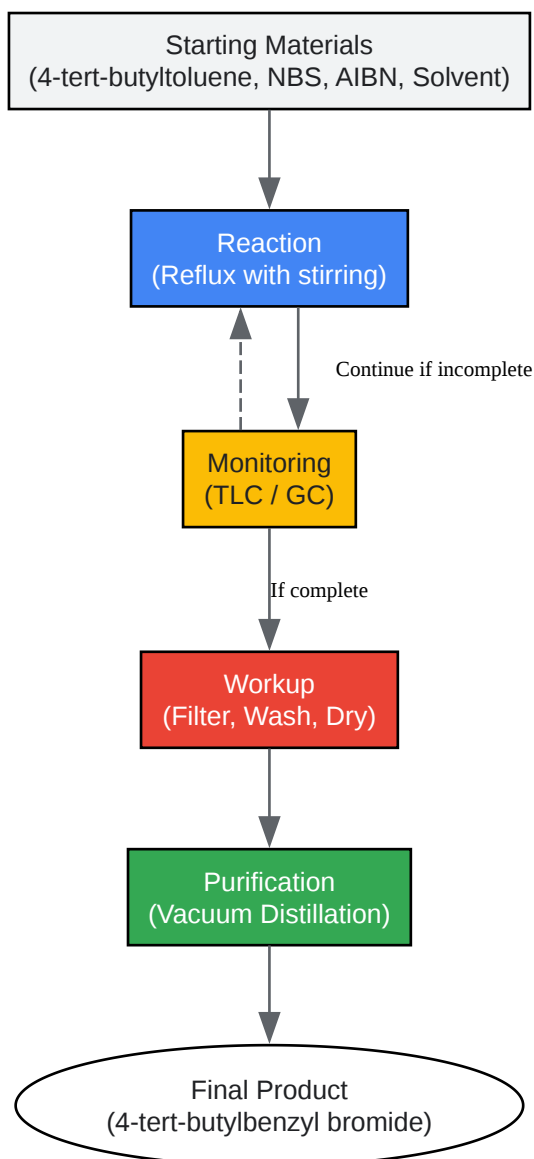 Starting Materials
(4-tert-butyltoluene, NBS, AIBN, Solvent)
Reaction
(Reflux with stirring)
Continue if incomplete
Monitoring
(TLC / GC)
If complete
Workup
(Filter, Wash, Dry)
Purification
(Vacuum Distillation)
Final Product
(4-tert-butylbenzyl bromide)